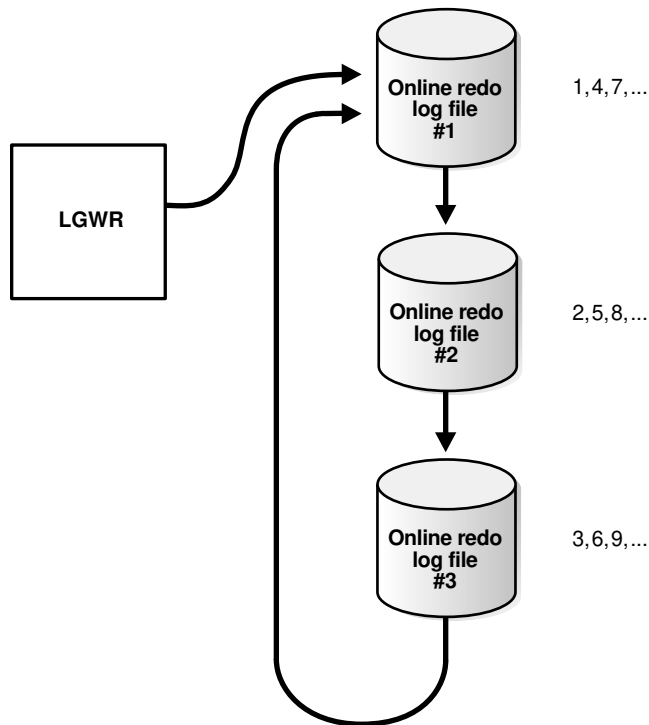 Online redo
log file
#1
1,4,7,...
LGWR
Online redo
log file
#2
2,5,8,...
Online redo
log file
#3
3,6,9,...